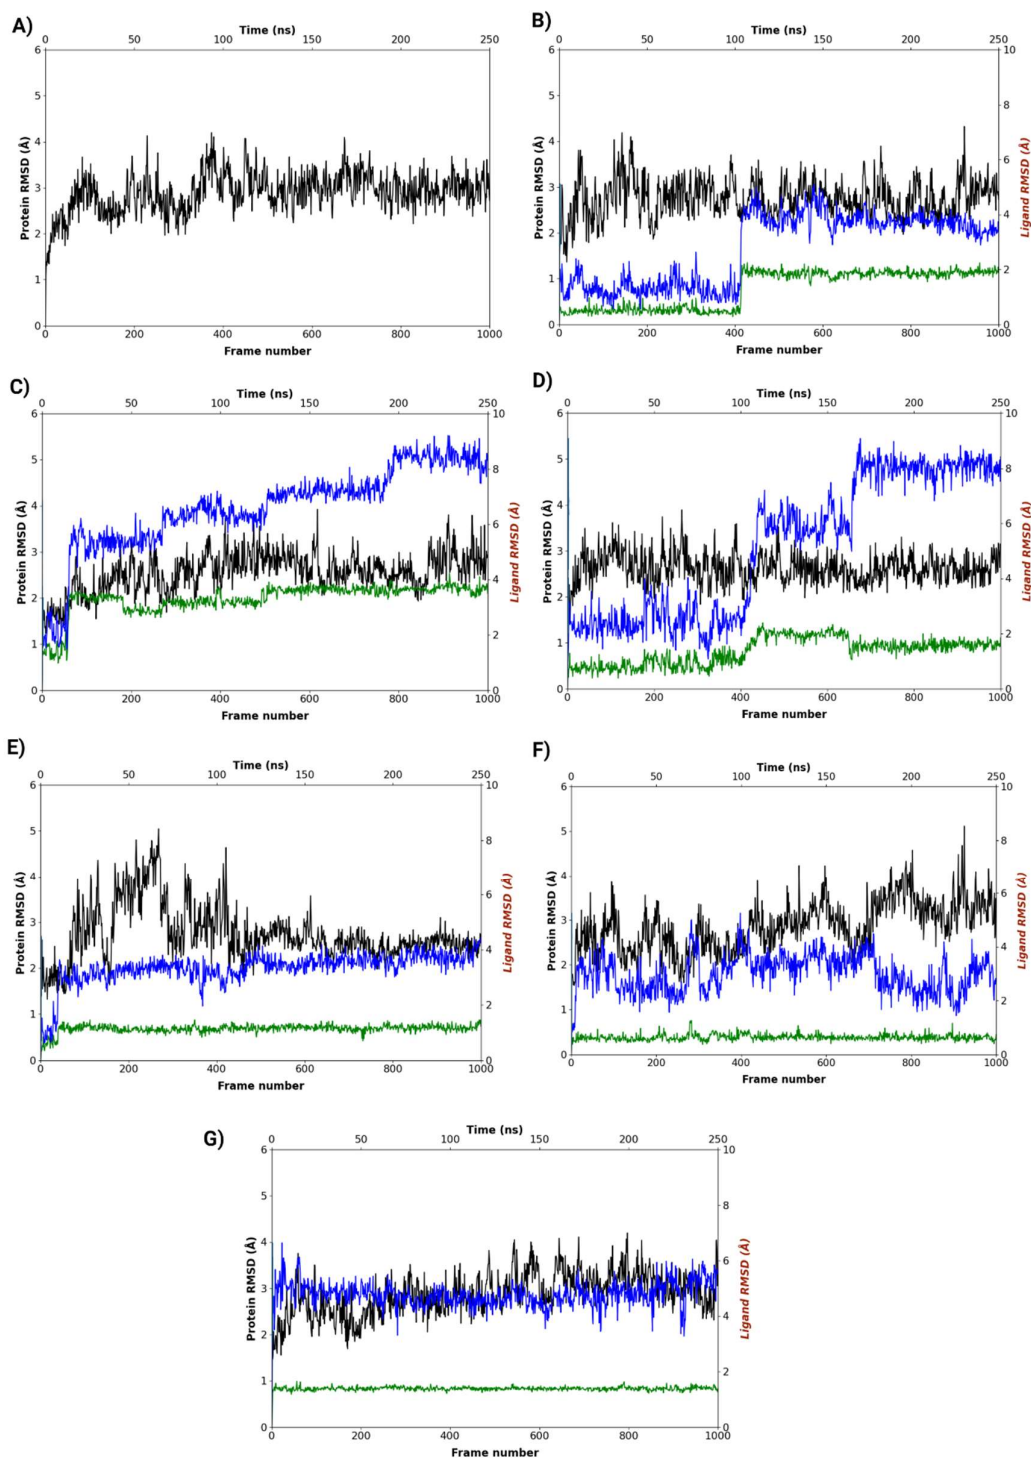 A)
Time (ns)
0 50 100 150 200 250
Protein RMSD (Å)
6
5
4
3
2
1
0
0 200 400 600 800 1000
Frame number
B)
Time (ns)
0 50 100 150 200 250
Protein RMSD (Å)
6
5
4
3
2
1
0
10
8
6
4
2
0
Ligand RMSD (Å)
0 200 400 600 800 1000
Frame number
C)
Time (ns)
0 50 100 150 200 250
Protein RMSD (Å)
6
5
4
3
2
1
0
10
8
6
4
2
0
Ligand RMSD (Å)
0 200 400 600 800 1000
Frame number
D)
Time (ns)
0 50 100 150 200 250
Protein RMSD (Å)
6
5
4
3
2
1
0
10
8
6
4
2
0
Ligand RMSD (Å)
0 200 400 600 800 1000
Frame number
E)
Time (ns)
0 50 100 150 200 250
Protein RMSD (Å)
6
5
4
3
2
1
0
10
8
6
4
2
0
Ligand RMSD (Å)
0 200 400 600 800 1000
Frame number
F)
Time (ns)
0 50 100 150 200 250
Protein RMSD (Å)
6
5
4
3
2
1
0
10
8
6
4
2
0
Ligand RMSD (Å)
0 200 400 600 800 1000
Frame number
G)
Time (ns)
0 50 100 150 200 250
Protein RMSD (Å)
6
5
4
3
2
1
0
10
8
6
4
2
0
Ligand RMSD (Å)
0 200 400 600 800 1000
Frame number